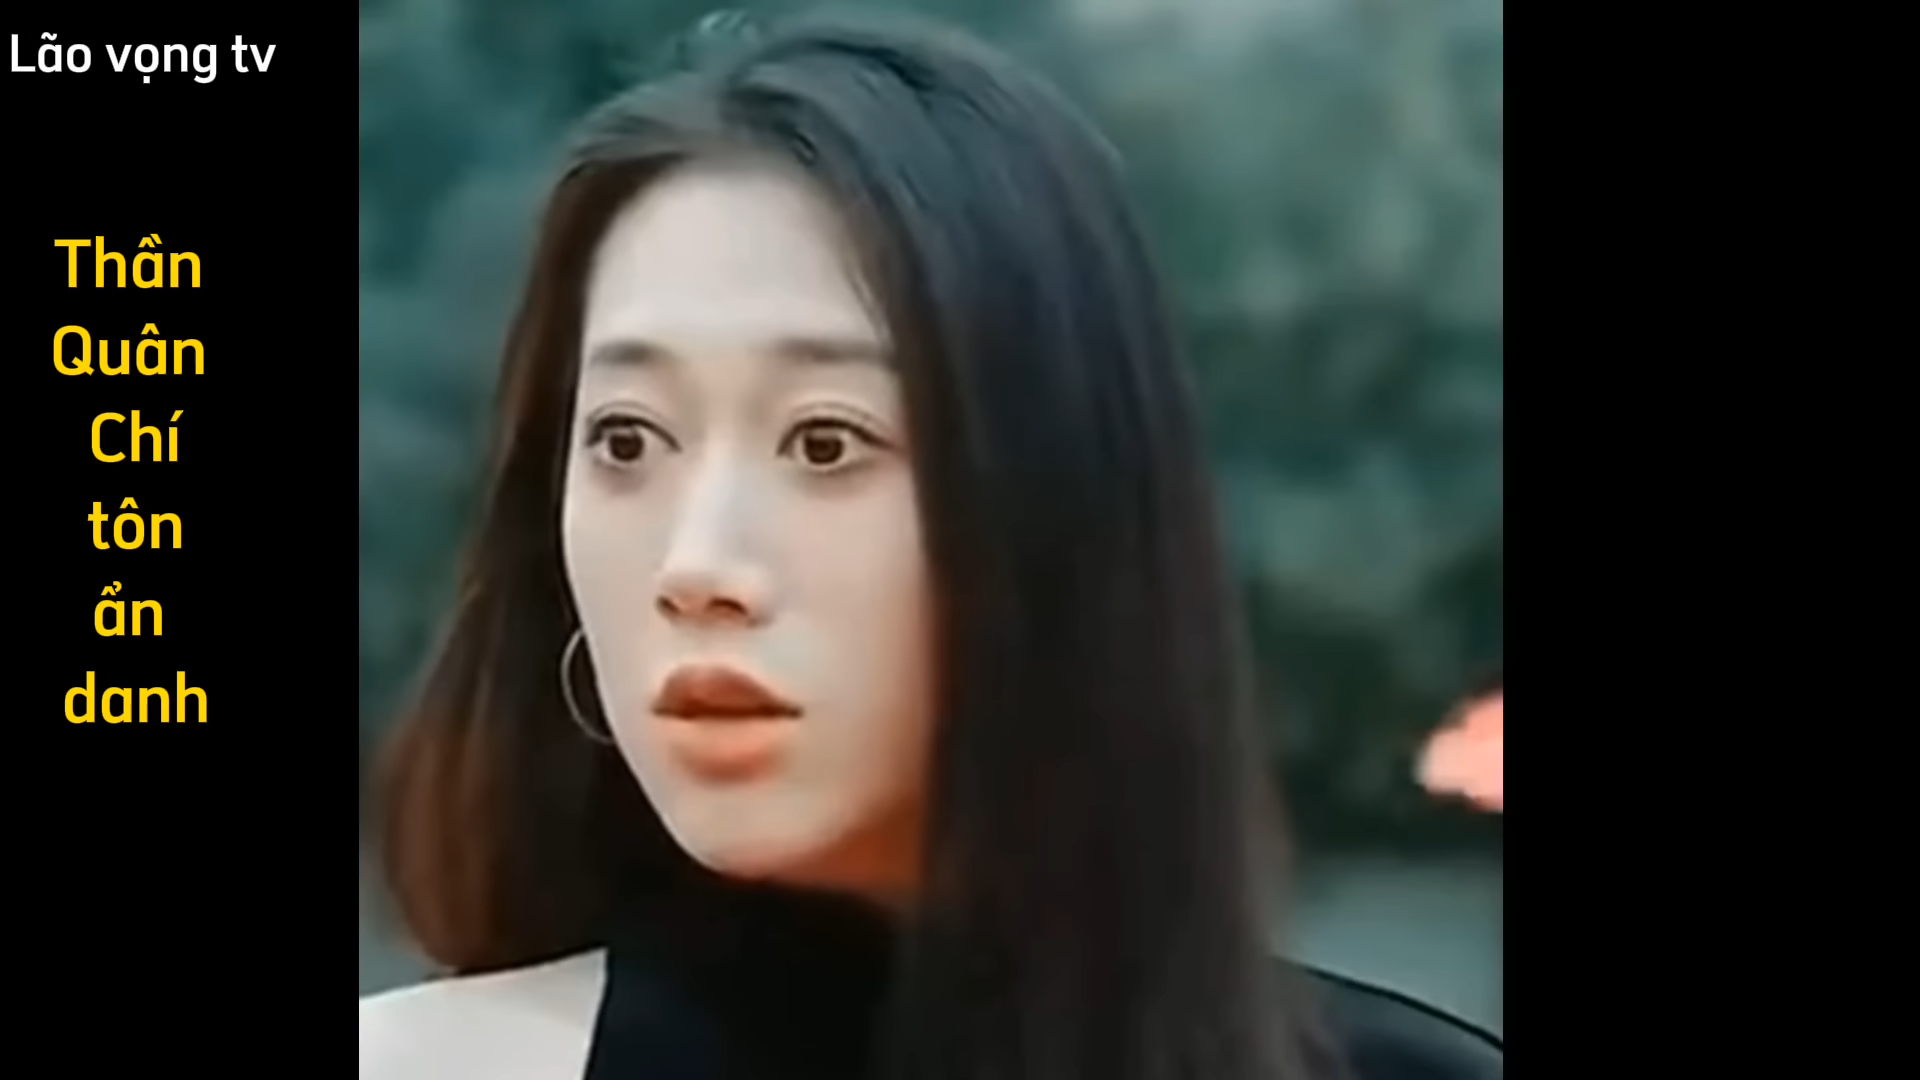 Lão vọng tv
Thần
Quân
Chí
tôn
ẩn
danh